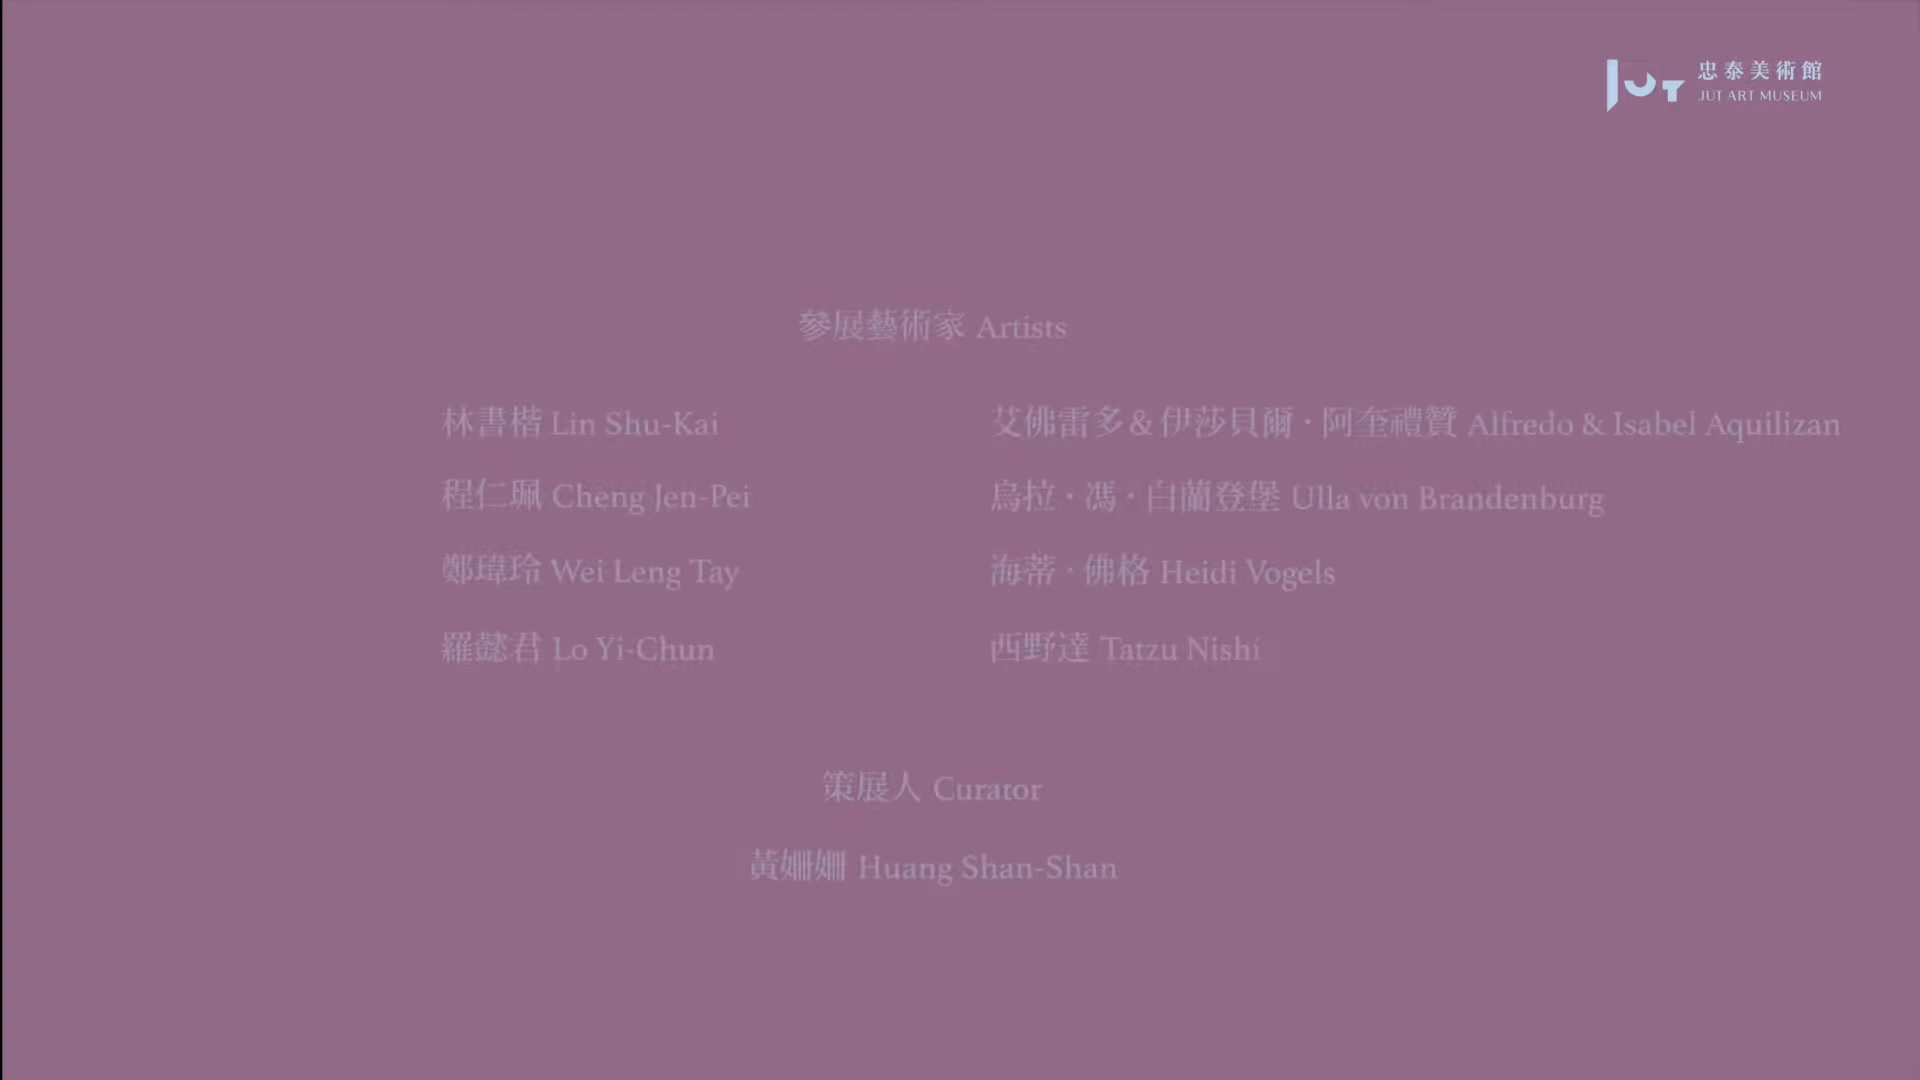 JUT 忠泰美術館
JUT ART MUSEUM
參展藝術家 Artists
林書楷 Lin Shu-Kai
艾佛雷多&伊莎貝爾·阿奎禮贊 Alfredo & Isabel Aquilizan
程仁珮 Cheng Jen-Pei
烏拉·馮·白蘭登堡 Ulla von Brandenburg
鄭瑋玲 Wei Leng Tay
海蒂·佛格 Heidi Vogels
羅懿君 Lo Yi-Chun
西野達 Tatzu Nishi
策展人 Curator
黃姍姍 Huang Shan-Shan